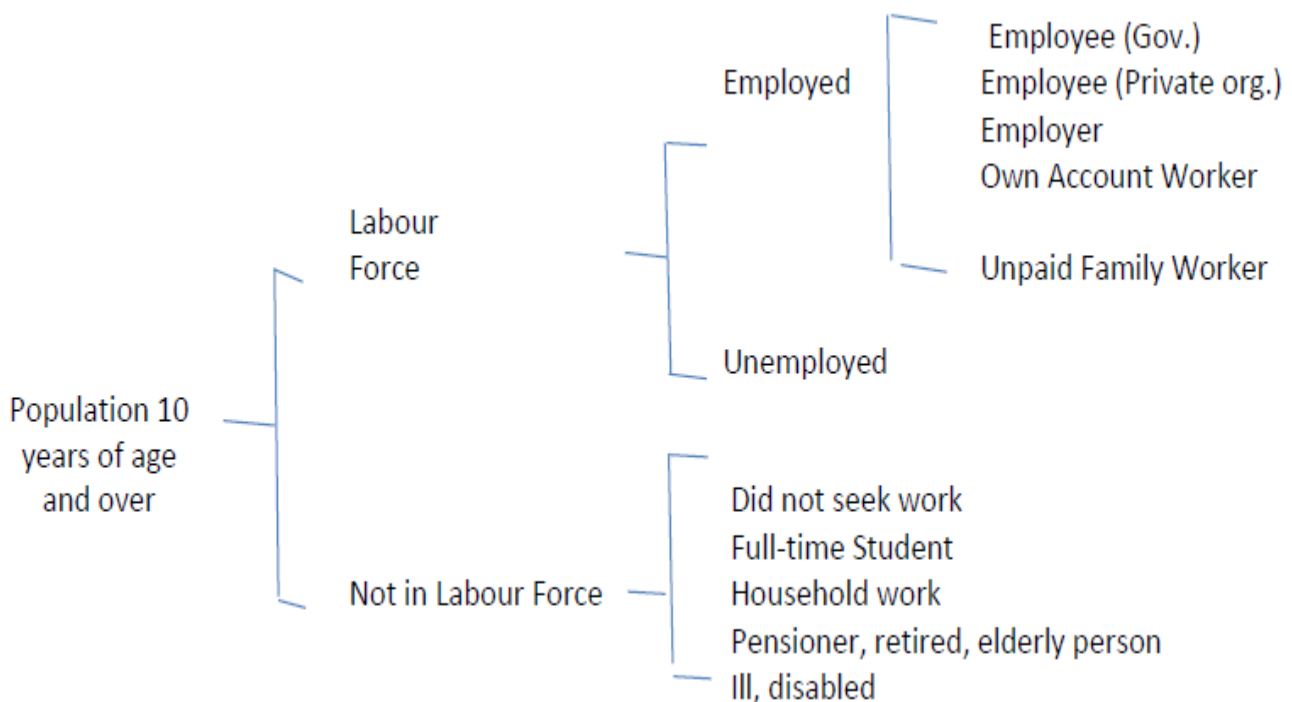 Employee (Gov.)
Employed
Employee (Private org.)
Employer
Own Account Worker
Labour
Force
Unpaid Family Worker
Unemployed
Population 10
years of age
and over
Did not seek work
Full-time Student
Not in Labour Force
Household work
Pensioner, retired, elderly person
Ill, disabled